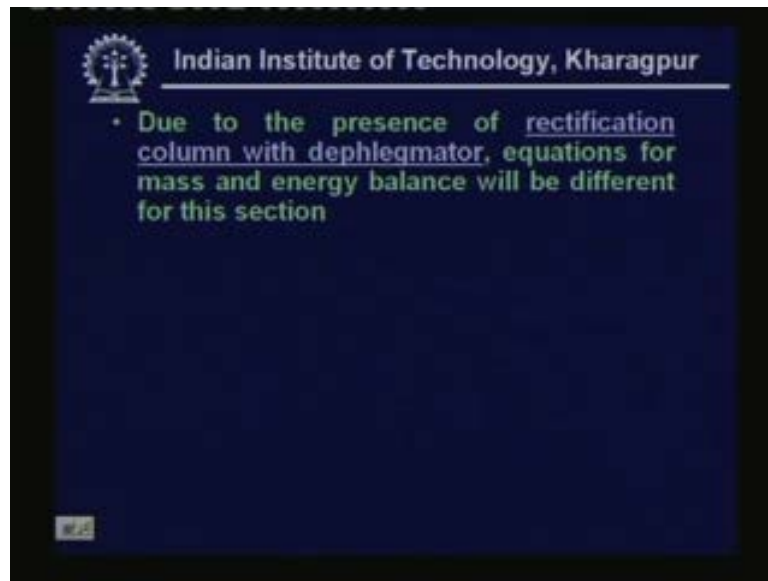 Indian Institute of Technology, Kharagpur
• Due to the presence of rectification
column with dephlegmator, equations for
mass and energy balance will be different
for this section